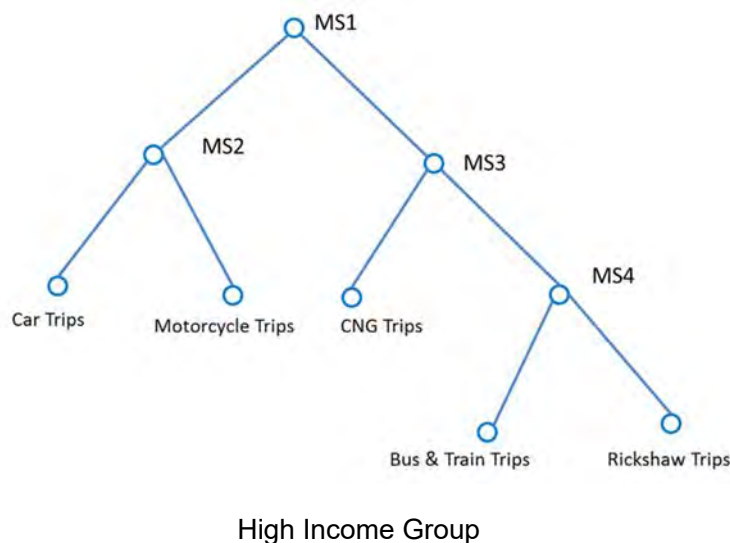 MS1
MS2
MS3
MS4
Car Trips
Motorcycle Trips
CNG Trips
Bus & Train Trips
Rickshaw Trips
High Income Group